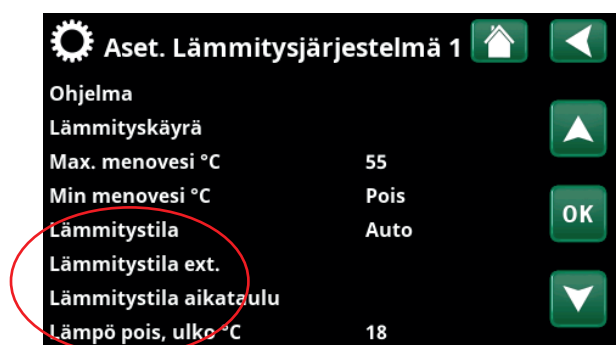 Aset. Lämmitysjärjestelmä 1
Ohjelma
Lämmityskäyrä
Max. menovesi °C 55
Min menovesi °C Pois
Lämmitystila Auto
OK
Lämmitystila ext.
Lämmitystila aikataulu
Lämpö pois, ulko °C 18